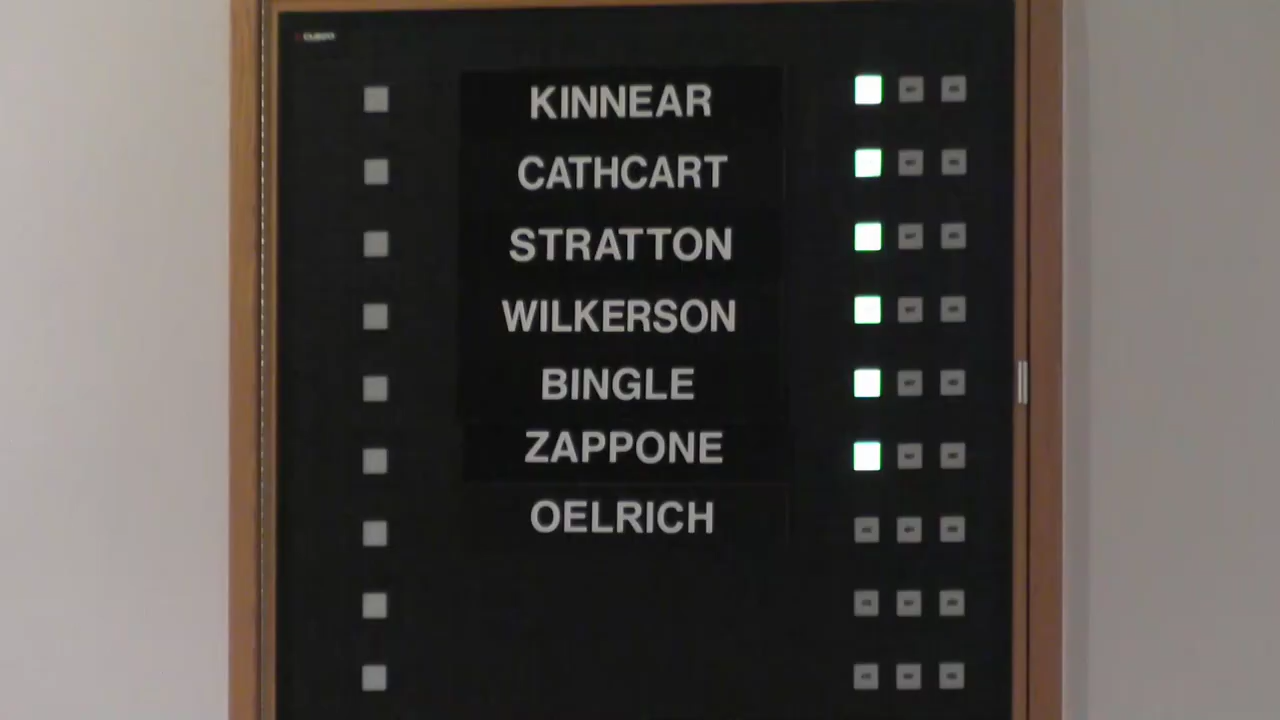 KINNEAR
CATHCART
STRATTON
WILKERSON
BINGLE
ZAPPONE
OELRICH